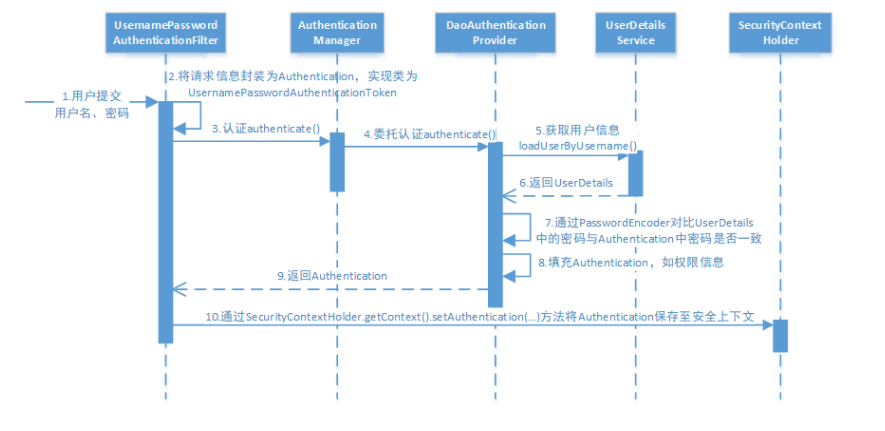 UsernamePassword
AuthenticationFilter
Authentication
Manager
DaoAuthentication
Provider
UserDetails
Service
SecurityContext
Holder
2.将请求信息封装为Authentication，实现类为
UsernamePasswordAuthenticationToken
1.用户提交
用户名、密码
3.认证authenticate()
4.委托认证authenticate()
5.获取用户信息
loadUserByUsername()
6.返回UserDetails
7.通过PasswordEncoder对比UserDetails
中的密码与Authentication中密码是否一致
8.填充Authentication，如权限信息
9.返回Authentication
10.通过SecurityContextHolder.getContext().setAuthentication(...)方法将Authentication保存至安全上下文